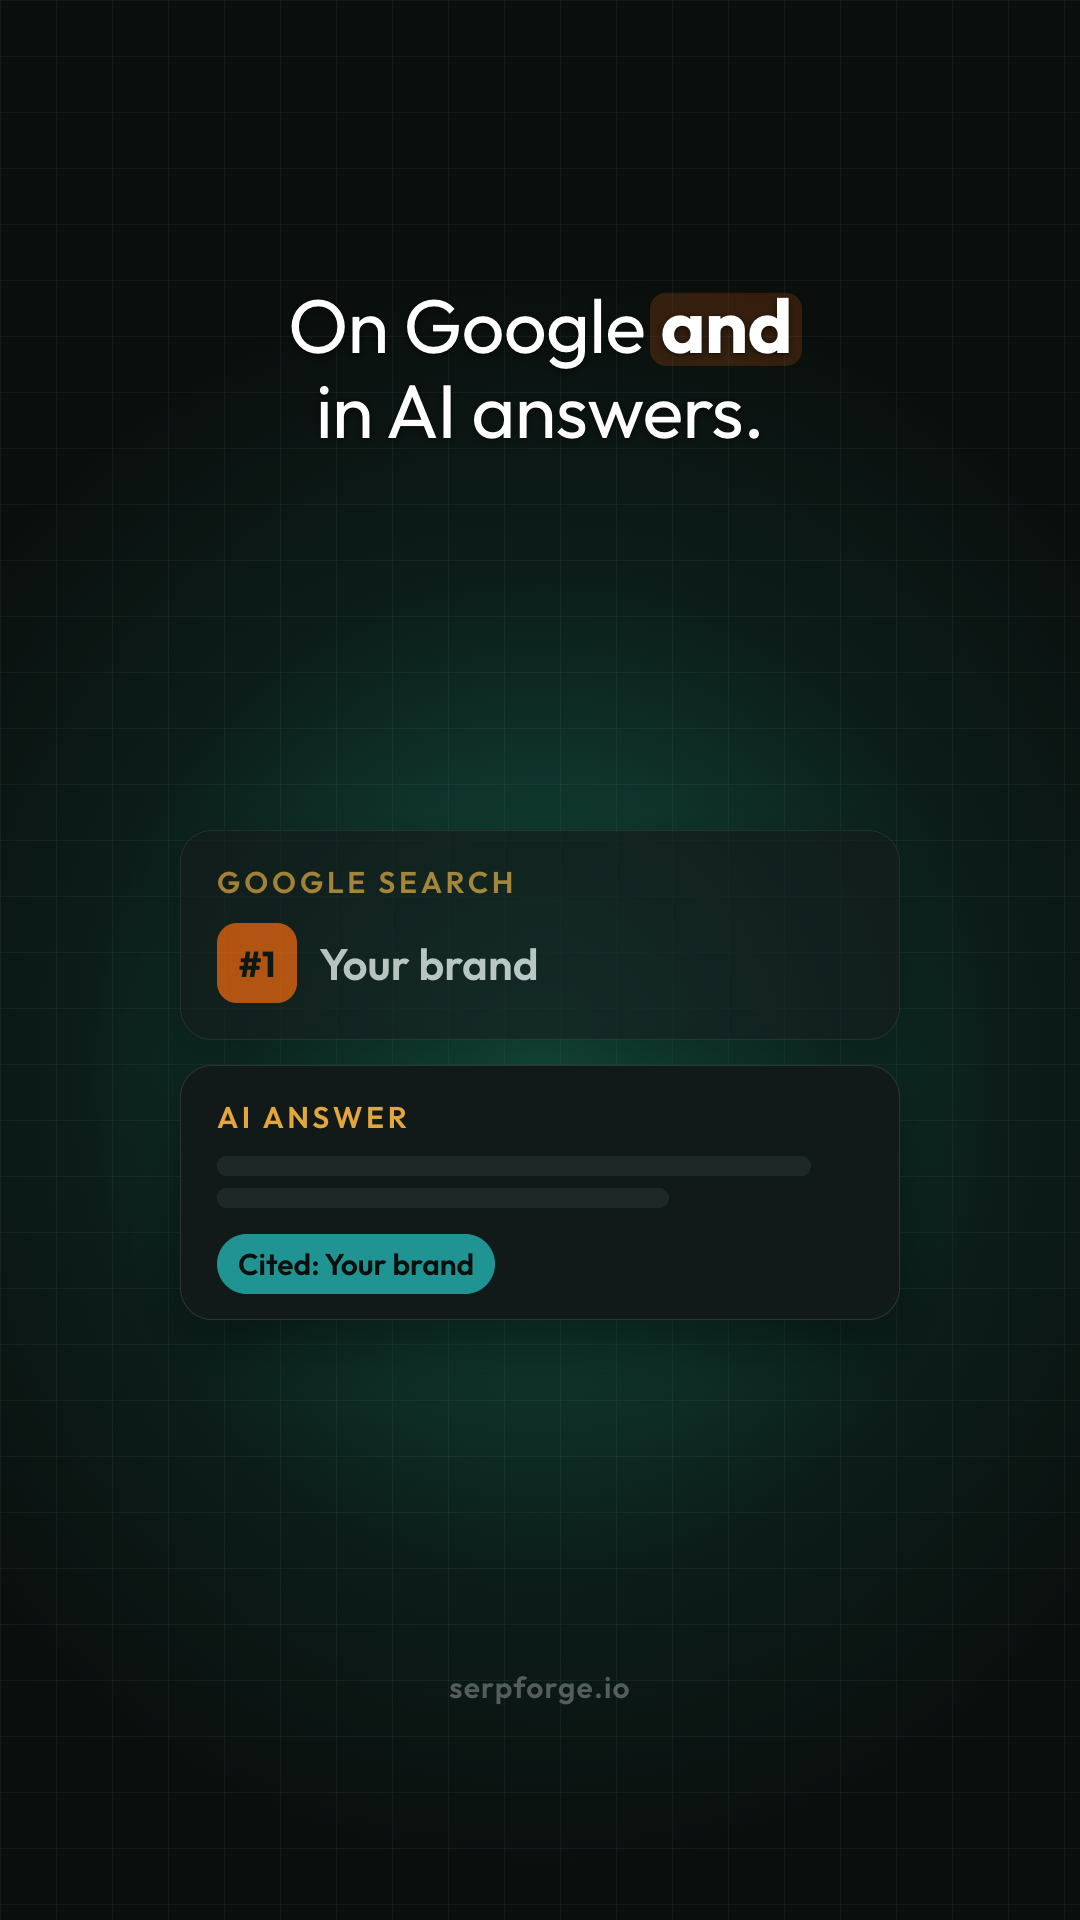 On Google and
in AI answers.
GOOGLE SEARCH
#1 Your brand
AI ANSWER
Cited: Your brand
serpforge.io